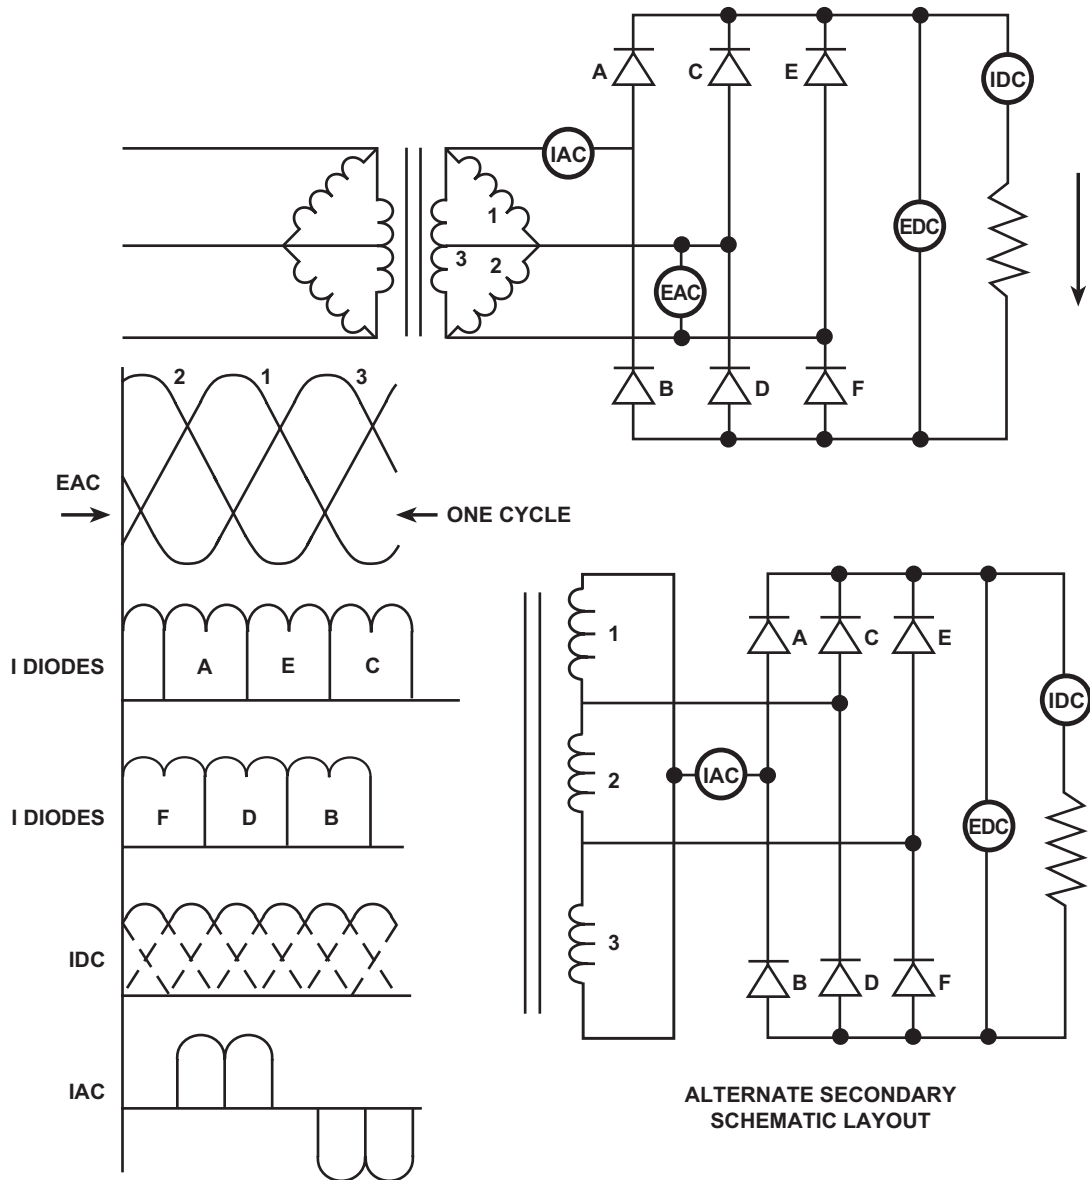 A
C
E
IDC
IAC
1
3
2
EDC
EAC
B
D
F
2
1
3
EAC
ONE CYCLE
I DIODES
A
E
C
I DIODES
F
D
B
IDC
IAC
1
A
C
E
IDC
2
IAC
EDC
3
B
D
F
ALTERNATE SECONDARY
SCHEMATIC LAYOUT